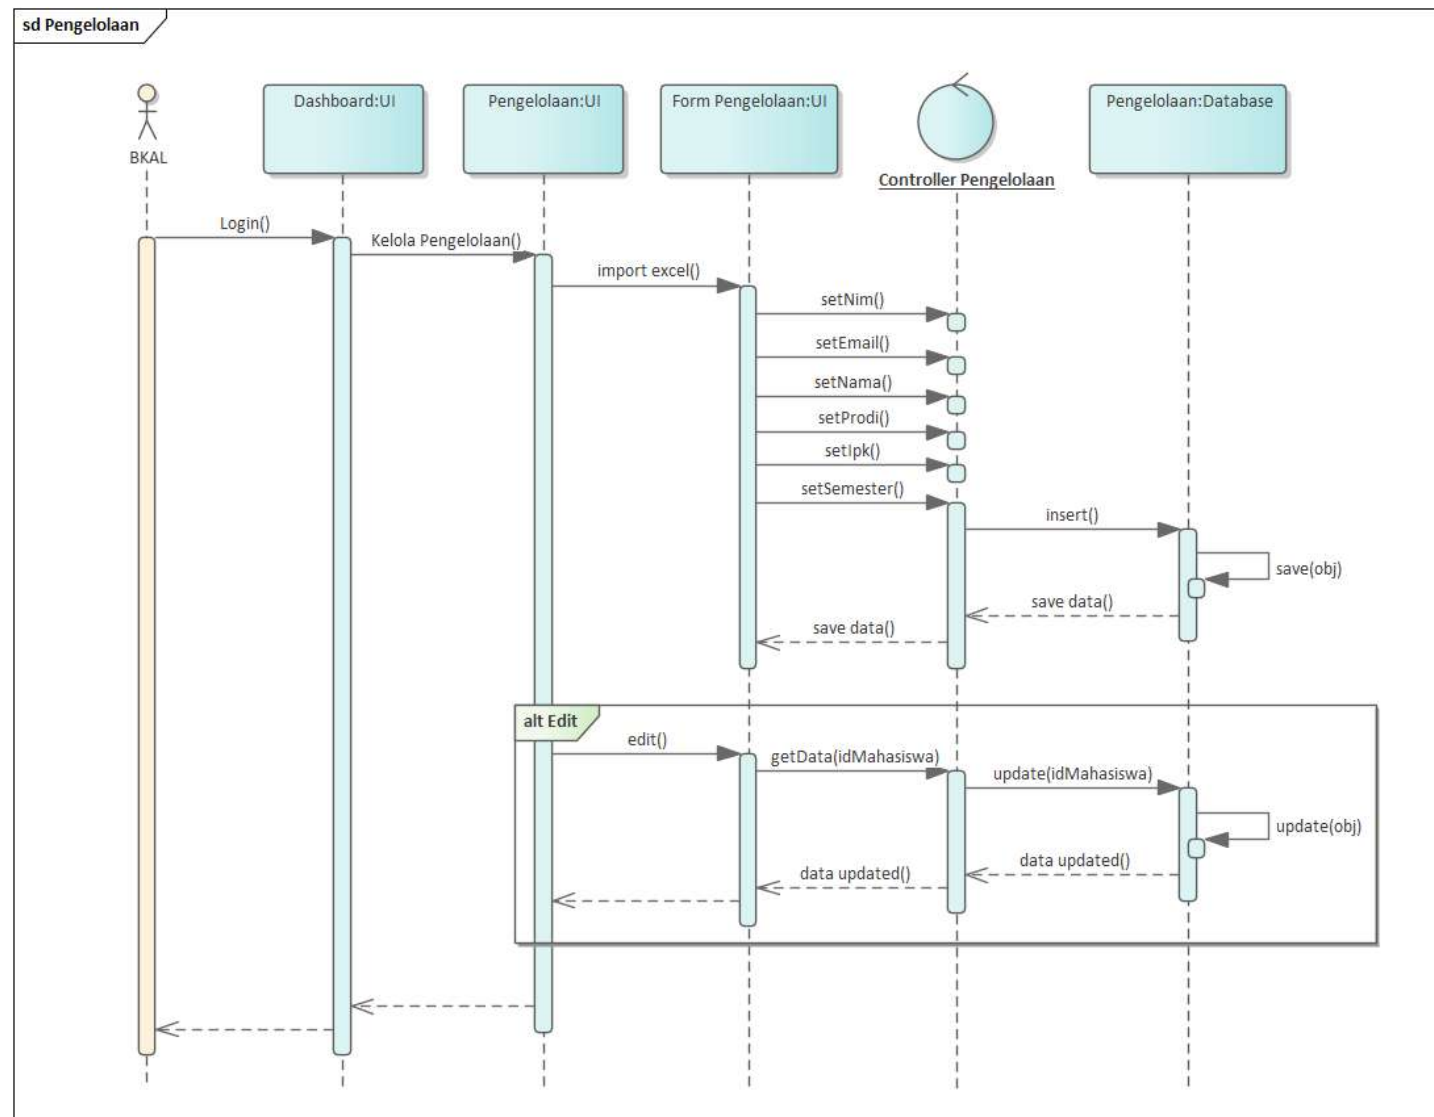 sd Pengelolaan
BKAL
Dashboard:UI
Pengelolaan:UI
Form Pengelolaan:UI
Controller Pengelolaan
Pengelolaan:Database
Login()
Kelola Pengelolaan()
import excel()
setNim()
setEmail()
setNama()
setProdi()
setIpk()
setSemester()
insert()
save(obj)
save data()
save data()
alt Edit
edit()
getData(idMahasiswa)
update(idMahasiswa)
update(obj)
data updated()
data updated()